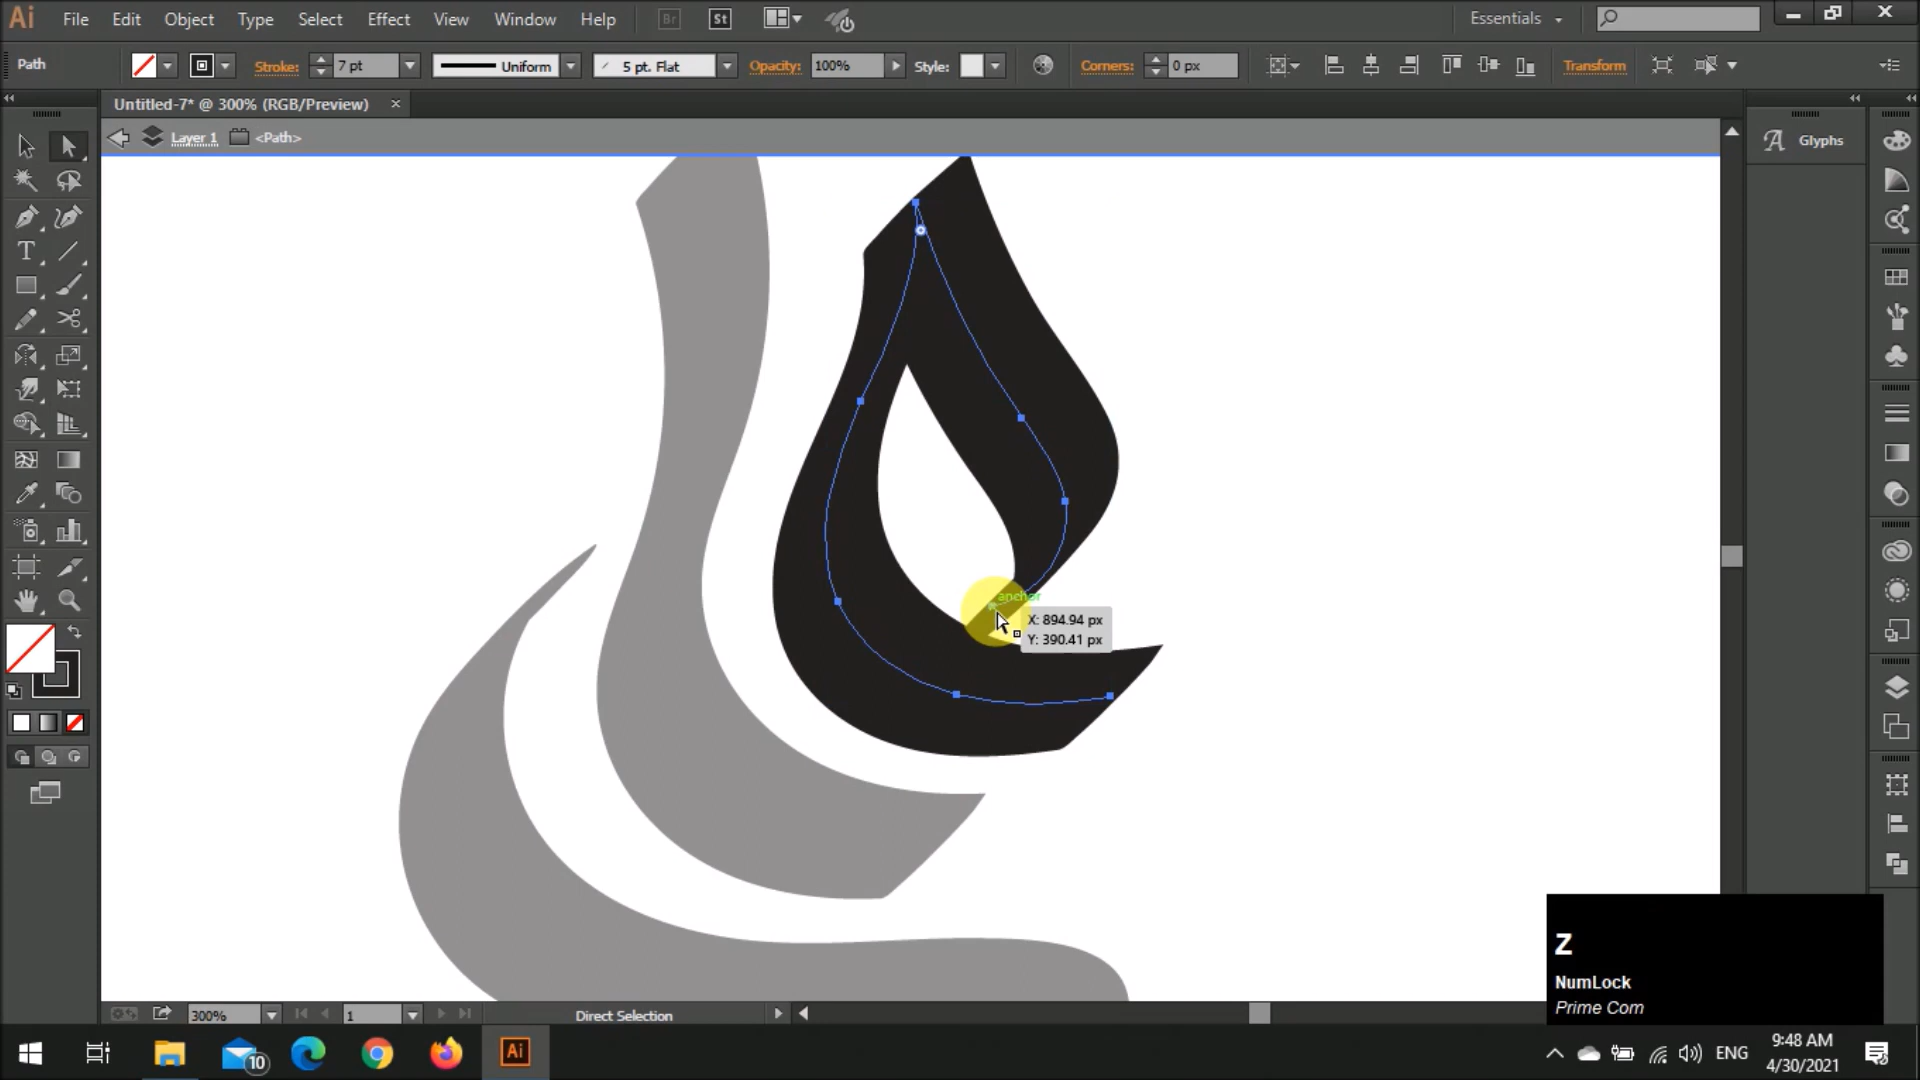 Ai File Edit Object Type Select Effect View Window Help Br St Essentials
Path Stroke: 7 pt Uniform 5 pt. Flat Opacity: 100% Style: Corners: 0 px Transform
Untitled-7* @ 300% (RGB/Preview) ×
Layer 1 <Path>
A Glyphs
anchor
X: 894.94 px
Y: 390.41 px
Z
NumLock
Prime Com
300% 1 Direct Selection
10 Ai ENG 9:48 AM
4/30/2021